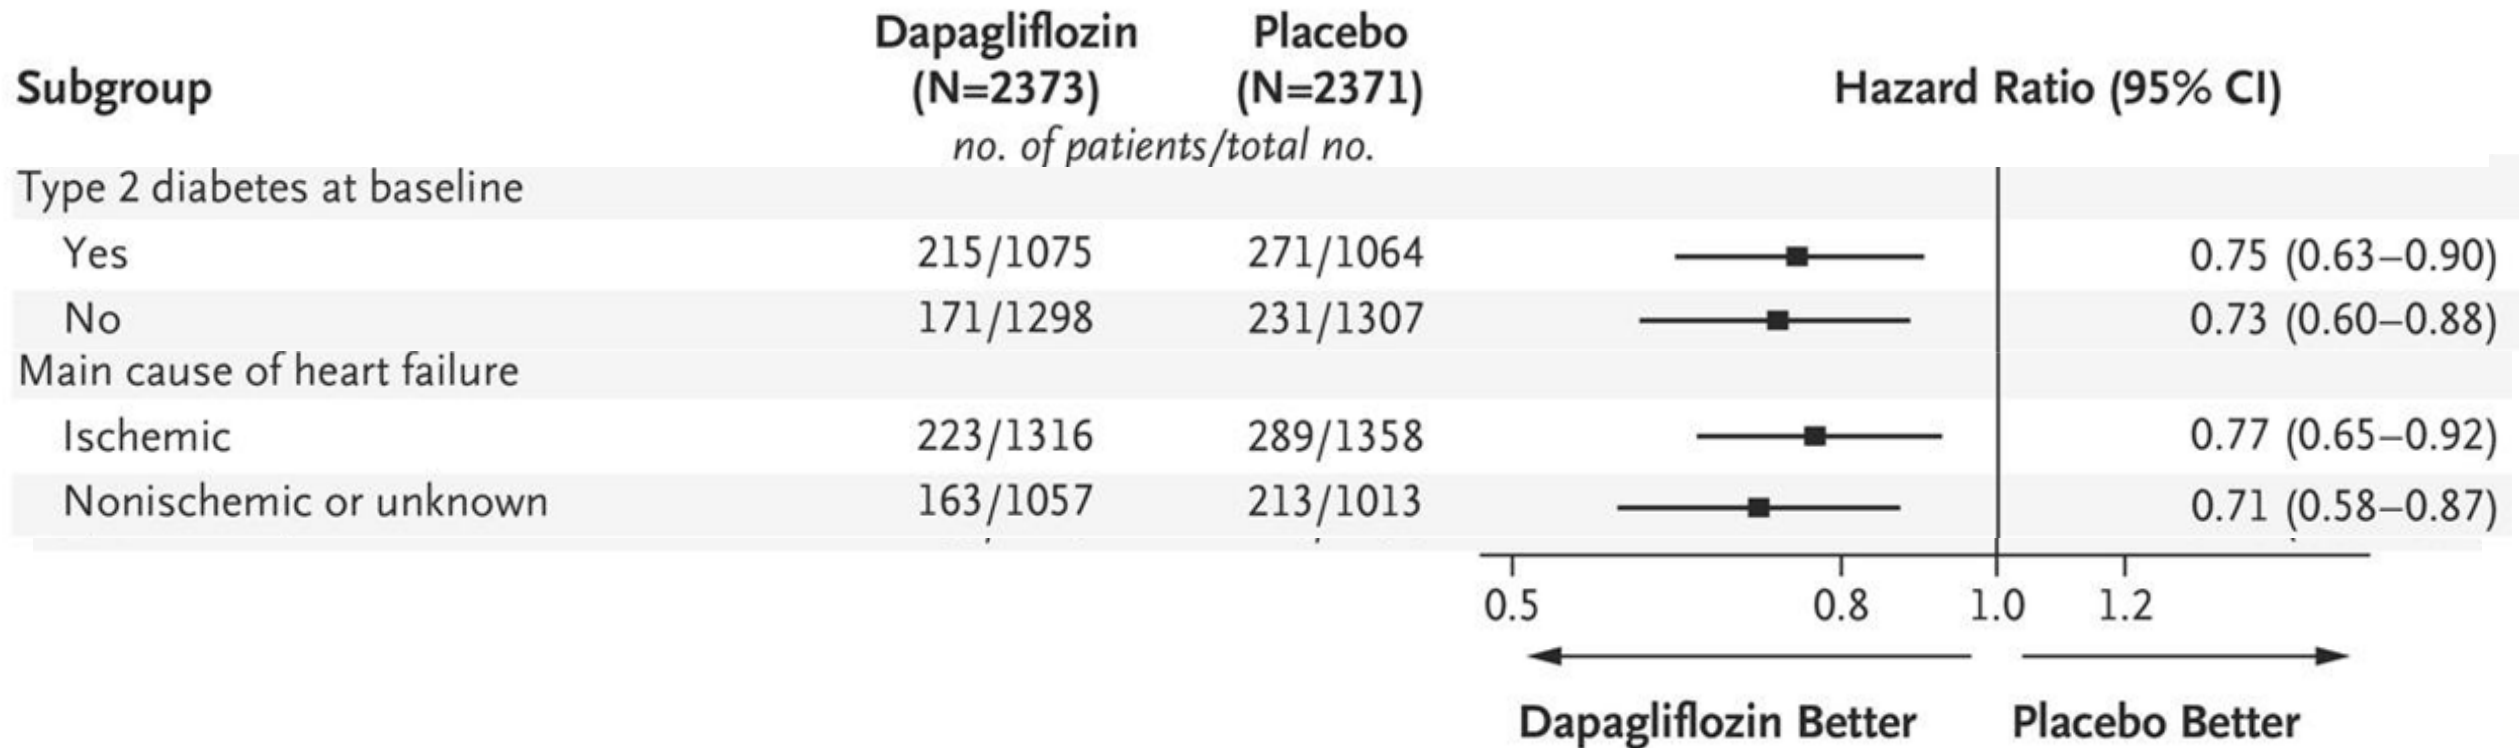 Dapagliflozin Placebo
Subgroup (N=2373) (N=2371) Hazard Ratio (95% CI)
no. of patients/total no.
Type 2 diabetes at baseline
Yes 215/1075 271/1064 0.75 (0.63–0.90)
No 171/1298 231/1307 0.73 (0.60–0.88)
Main cause of heart failure
Ischemic 223/1316 289/1358 0.77 (0.65–0.92)
Nonischemic or unknown 163/1057 213/1013 0.71 (0.58–0.87)
0.5 0.8 1.0 1.2
Dapagliflozin Better Placebo Better